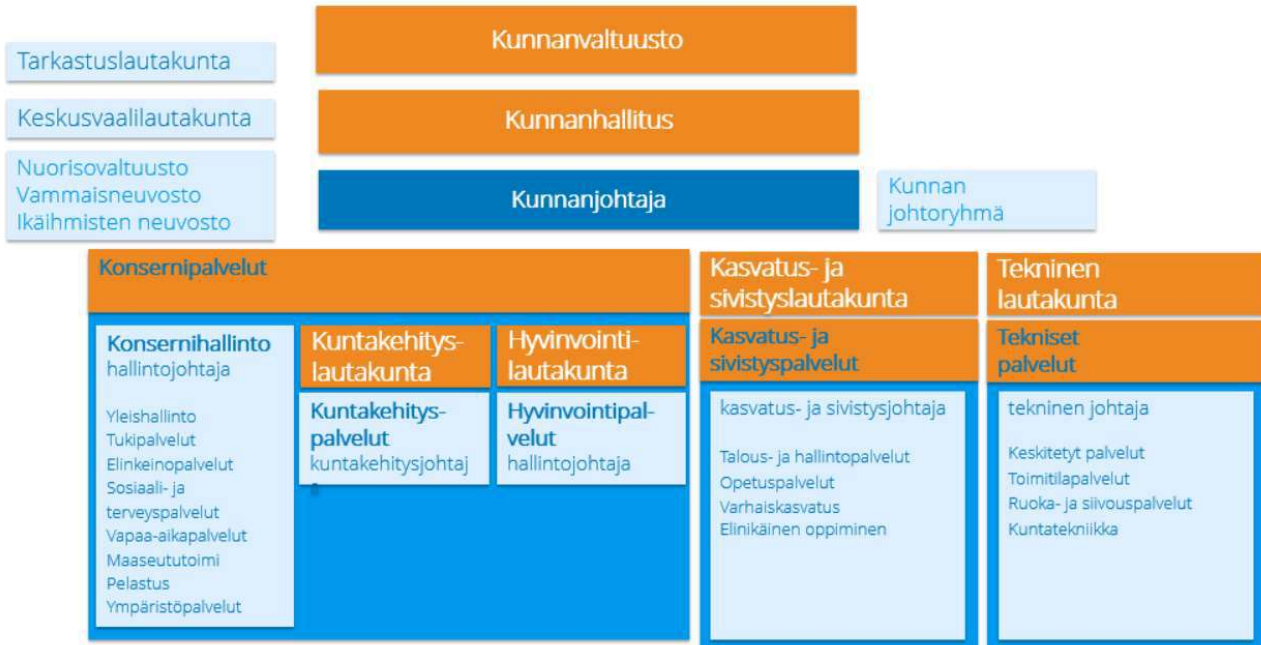 Kunnanvaltuusto
Tarkastuslautakunta
Kunnanhallitus
Keskusvaalilautakunta
Nuorisovaltuusto
Vammaisneuvosto
Ikäihmisten neuvosto
Kunnanjohtaja
Kunnan
johtoryhmä
Konsernipalvelut
Konsernihallinto
hallintojohtaja
Yleishallinto
Tukipalvelut
Elinkeinopalvelut
Sosiaali- ja
terveyspalvelut
Vapaa-aikapalvelut
Maaseututoimi
Pelastus
Ympäristöpalvelut
Kuntakehitys-
lautakunta
Kuntakehitys-
palvelut
kuntakehitysjohtaj
a
Hyvinvointi-
lautakunta
Hyvinvointipal-
velut
hallintojohtaja
Kasvatus- ja
sivistyslautakunta
Kasvatus- ja
sivistyspalvelut
kasvatus- ja sivistysjohtaja
Talous- ja hallintopalvelut
Opetuspalvelut
Varhaiskasvatus
Elinikäinen oppiminen
Tekninen
lautakunta
Tekniset
palvelut
tekninen johtaja
Keskitetyt palvelut
Toimitilapalvelut
Ruoka- ja siivouspalvelut
Kuntatekniikka